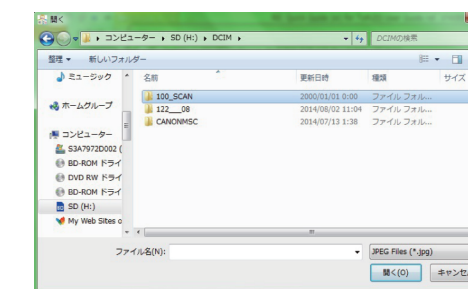 開く
コンピューター ▸ SD (H:) ▸ DCIM ▸
DCIMの検索
整理 ▼ 新しいフォルダー
ミュージック
ホームグループ
コンピューター
S3A7972D002 (
BD-ROM ドライ
DVD RW ドライ
BD-ROM ドライ
SD (H:)
My Web Sites o
名前 更新日時 種類 サイズ
100_SCAN 2000/01/01 0:00 ファイル フォル...
122___08 2014/08/02 11:04 ファイル フォル...
CANONMSC 2014/07/13 1:38 ファイル フォル...
ファイル名(N): JPEG Files (*.jpg)
開く(O) キャンセ